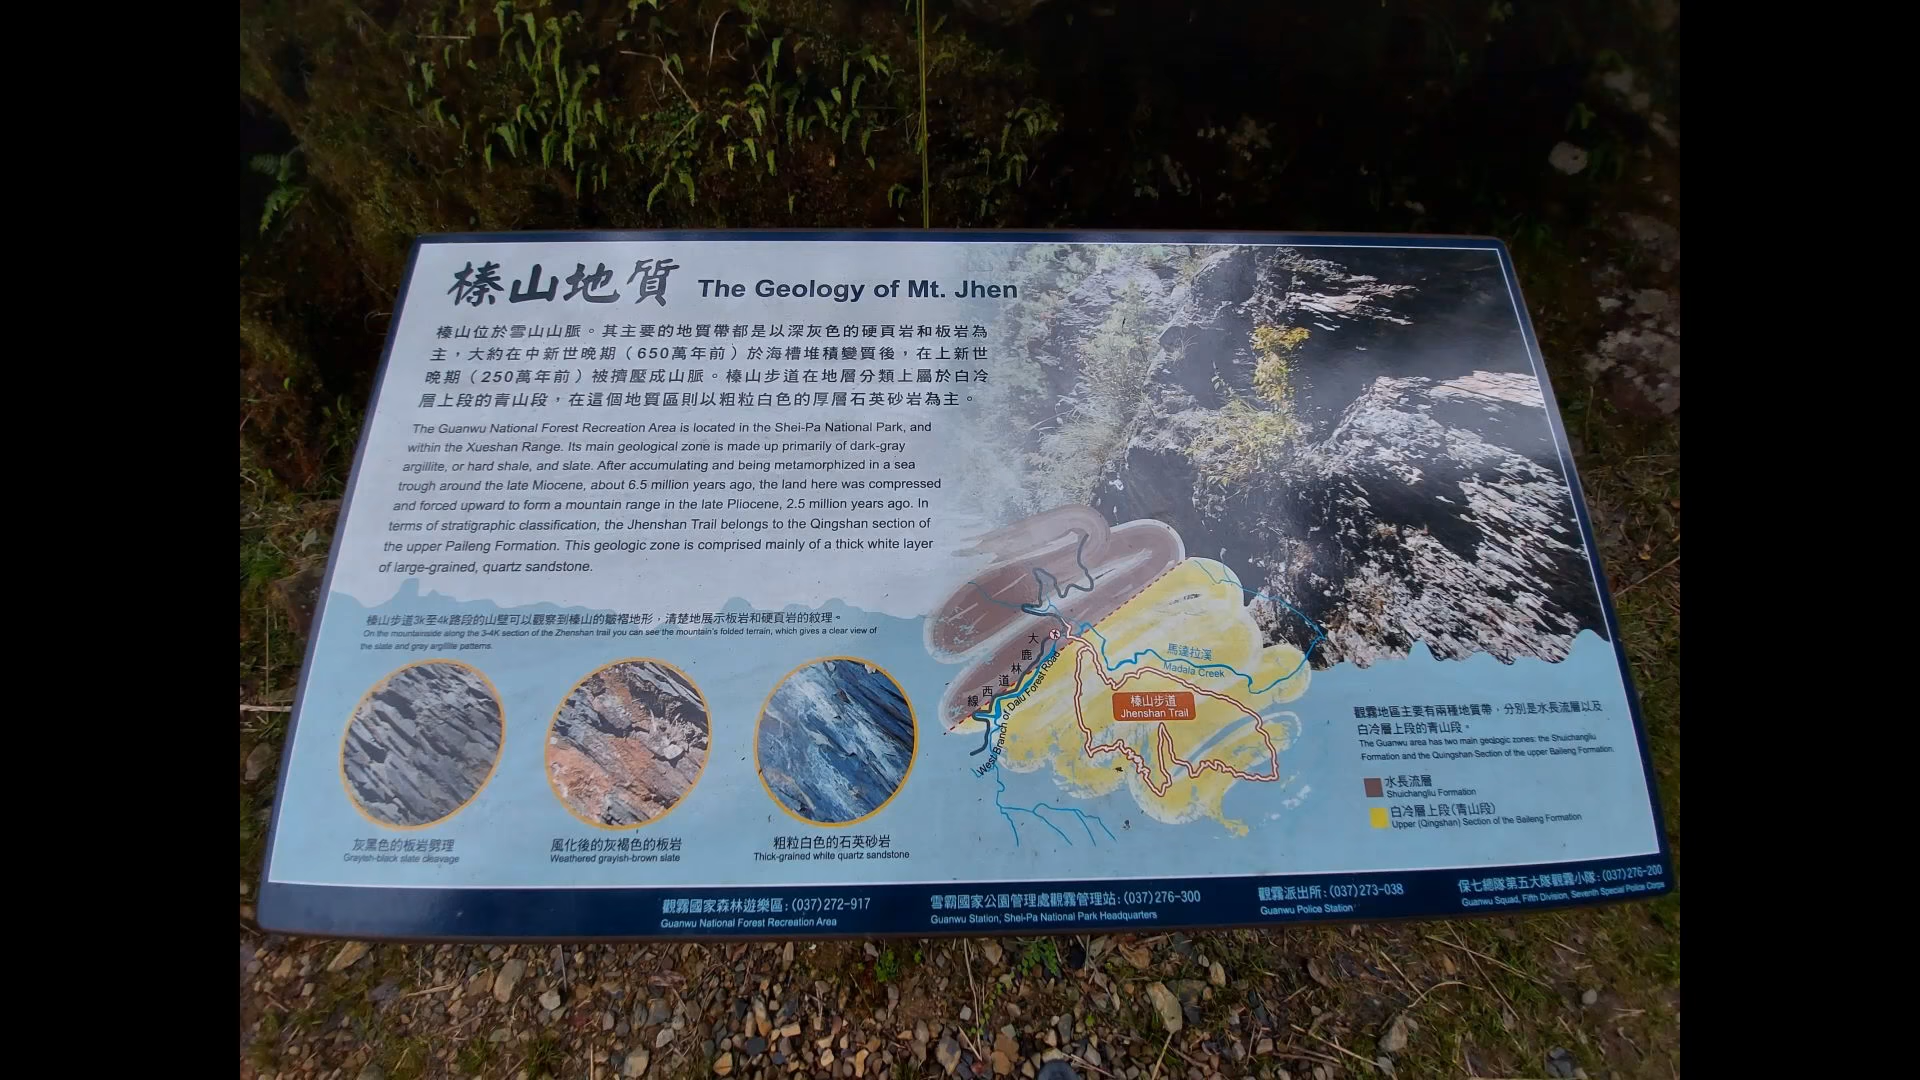 榛山地質 The Geology of Mt. Jhen
榛山位於雪山山脈。其主要的地質帶都是以深灰色的硬頁岩和板岩為
主，大約在中新世晚期（650萬年前）於海槽堆積變質後，在上新世
晚期（250萬年前）被擠壓成山脈。榛山步道在地層分類上屬於白冷
層上段的青山段，在這個地質區則以粗粒白色的厚層石英砂岩為主。
The Guanwu National Forest Recreation Area is located in the Shei-Pa National Park, and
within the Xueshan Range. Its main geological zone is made up primarily of dark-gray
argillite, or hard shale, and slate. After accumulating and being metamorphized in a sea
trough around the late Miocene, about 6.5 million years ago, the land here was compressed
and forced upward to form a mountain range in the late Pliocene, 2.5 million years ago. In
terms of stratigraphic classification, the Jhenshan Trail belongs to the Qingshan section of
the upper Paileng Formation. This geologic zone is comprised mainly of a thick white layer
of large-grained, quartz sandstone.
榛山步道3k至4k路段的山壁可以觀察到榛山的皺褶地形，清楚地展示板岩和硬頁岩的紋理。
On the mountainside along the 3-4K section of the Zhenshan trail you can see the mountain's folded terrain, which gives a clear view of
the slate and gray argillite patterns.
灰黑色的板岩劈理
Grayish-black slate cleavage
風化後的灰褐色的板岩
Weathered grayish-brown slate
粗粒白色的石英砂岩
Thick-grained white quartz sandstone
大鹿林道西線
West Branch of Dalu Forest Road
馬達拉溪
Madala Creek
榛山步道
Jhenshan Trail
觀霧地區主要有兩種地質帶，分別是水長流層以及
白冷層上段的青山段。
The Guanwu area has two main geologic zones: the Shuichangliu
Formation and the Quingshan Section of the upper Baileng Formation.
水長流層
Shuichangliu Formation
白冷層上段(青山段)
Upper (Qingshan) Section of the Baileng Formation
觀霧國家森林遊樂區：(037)272-917
Guanwu National Forest Recreation Area
雪霸國家公園管理處觀霧管理站：(037)276-300
Guanwu Station, Shei-Pa National Park Headquarters
觀霧派出所：(037)273-038
Guanwu Police Station
保七總隊第五大隊觀霧小隊：(037)276-200
Guanwu Squad, Fifth Division, Seventh Special Police Corps